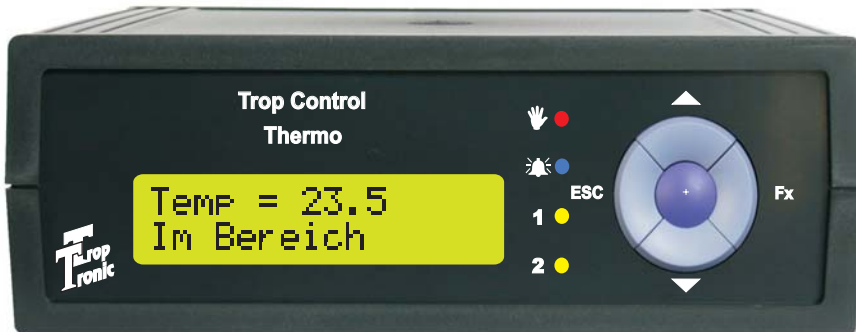 Trop Control
Thermo
Temp = 23.5
Im Bereich
Trop
Tronic
1
2
ESC
Fx